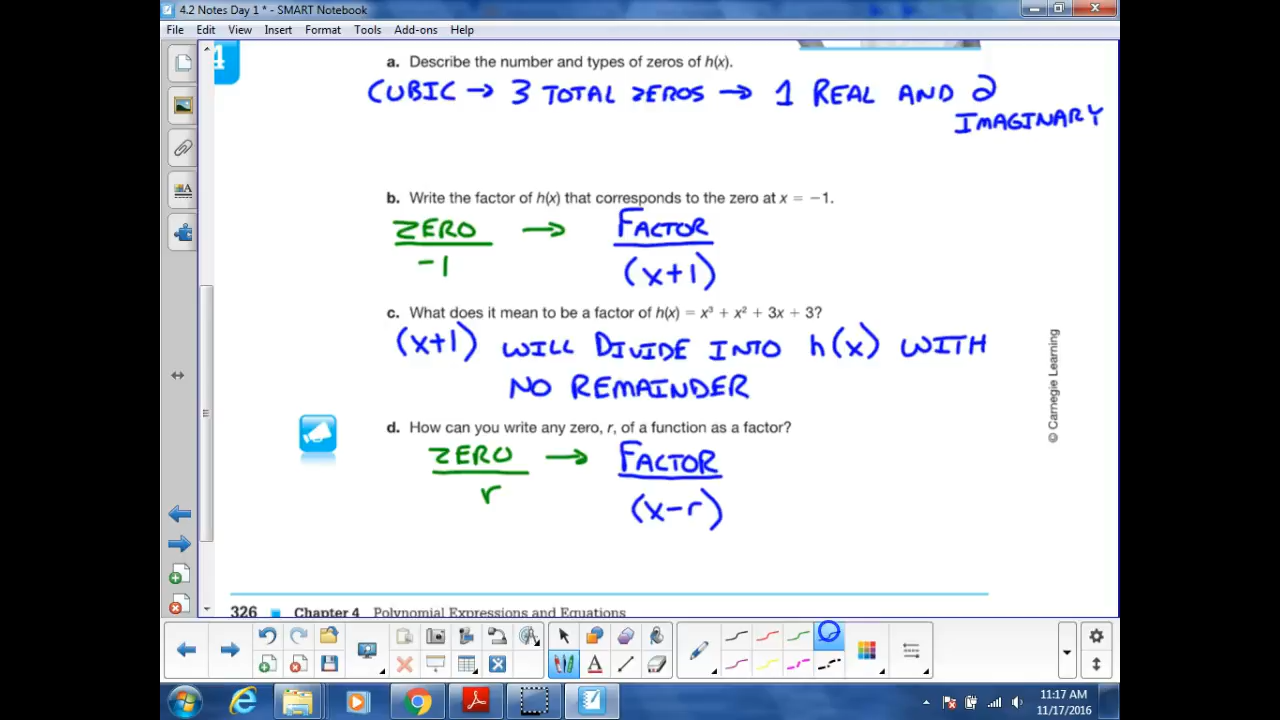 4.2 Notes Day 1 * - SMART Notebook
File Edit View Insert Format Tools Add-ons Help
4
a. Describe the number and types of zeros of h(x).
CUBIC → 3 TOTAL ZEROS → 1 REAL AND 2
IMAGINARY
b. Write the factor of h(x) that corresponds to the zero at x = −1.
ZERO → FACTOR
-1 (x+1)
c. What does it mean to be a factor of h(x) = x³ + x² + 3x + 3?
(x+1) WILL DIVIDE INTO h(x) WITH
NO REMAINDER
© Carnegie Learning
d. How can you write any zero, r, of a function as a factor?
ZERO → FACTOR
r (x-r)
326 ■ Chapter 4 Polynomial Expressions and Equations
11:17 AM
11/17/2016